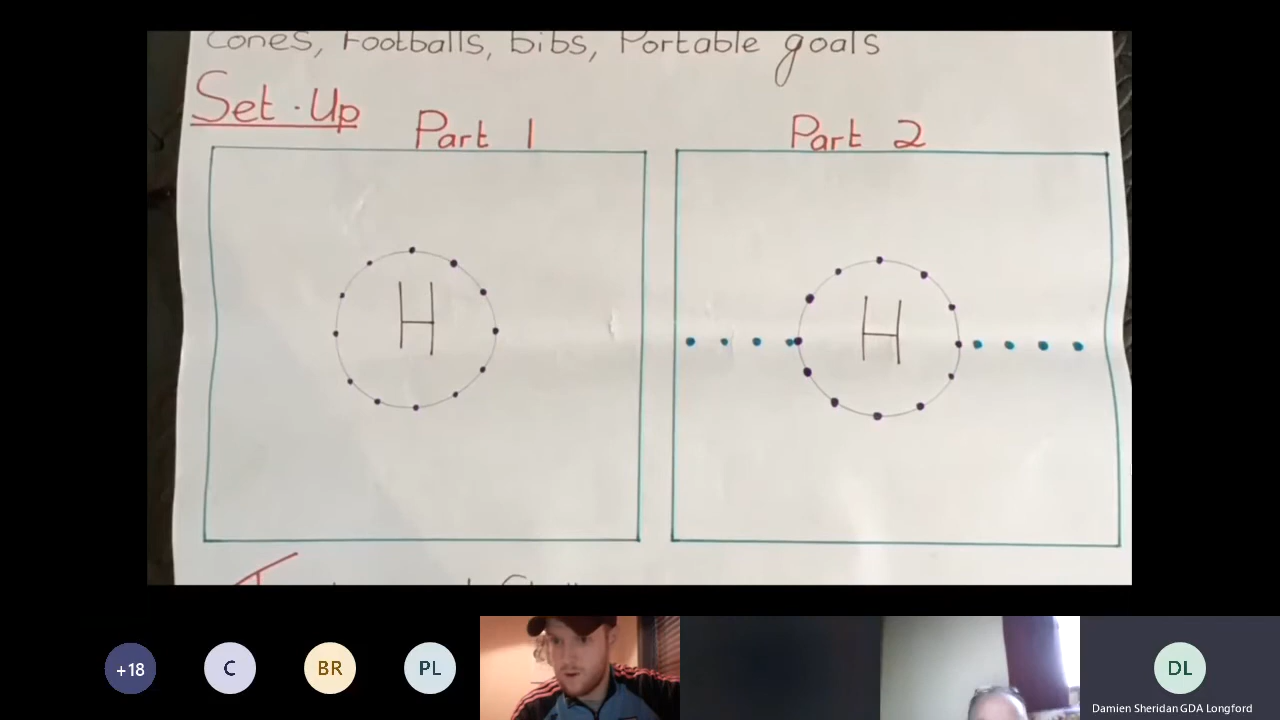 Cones, Footballs, bibs, Portable goals
Set-Up
Part 1
Part 2
H
H
+18
C
BR
PL
DL
Damien Sheridan GDA Longford